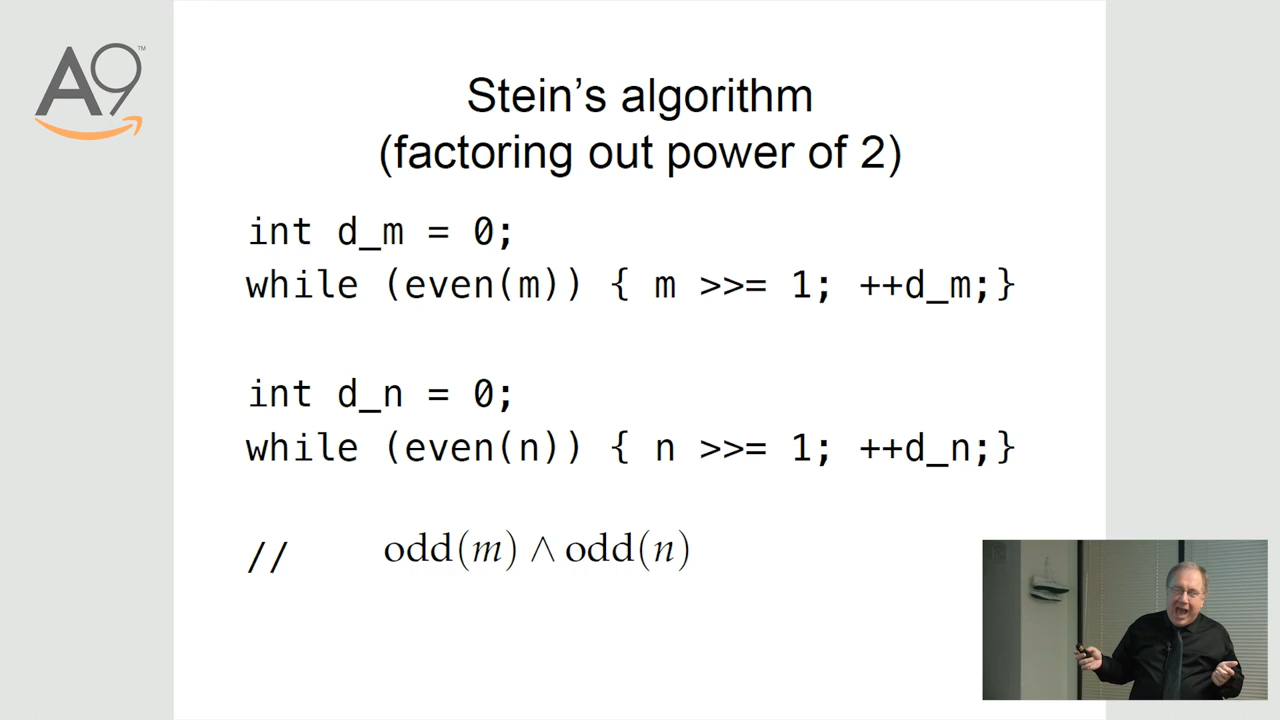 A9™
Stein’s algorithm
(factoring out power of 2)
int d_m = 0;
while (even(m)) { m >>= 1; ++d_m;}
int d_n = 0;
while (even(n)) { n >>= 1; ++d_n;}
// odd(m) ∧ odd(n)